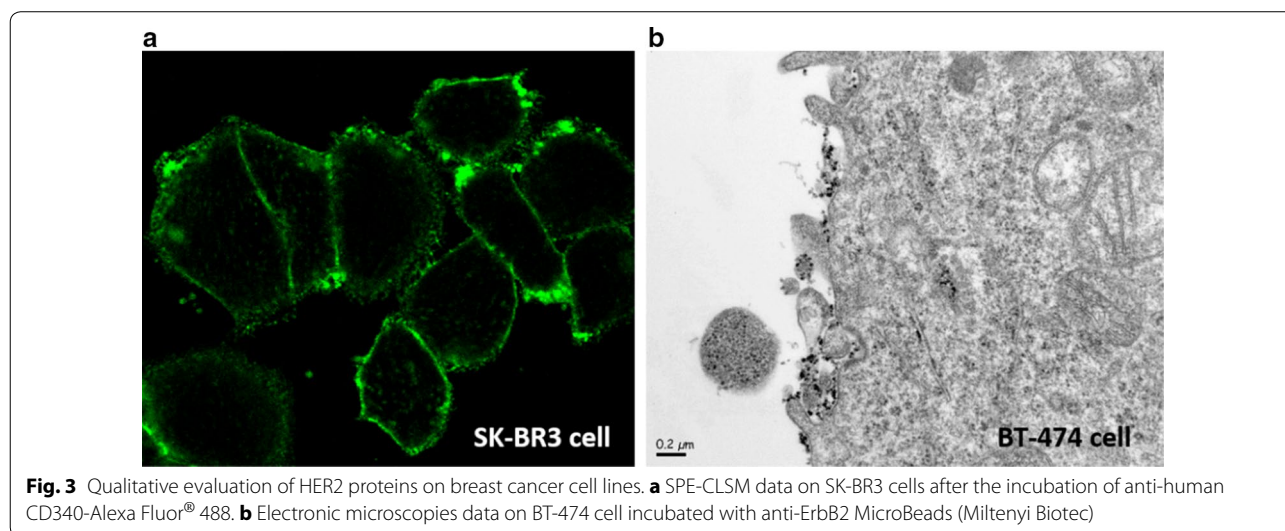 a
b
SK-BR3 cell
0.2 µm
BT-474 cell
Fig. 3 Qualitative evaluation of HER2 proteins on breast cancer cell lines. a SPE-CLSM data on SK-BR3 cells after the incubation of anti-human
CD340-Alexa Fluor® 488. b Electronic microscopies data on BT-474 cell incubated with anti-ErbB2 MicroBeads (Miltenyi Biotec)